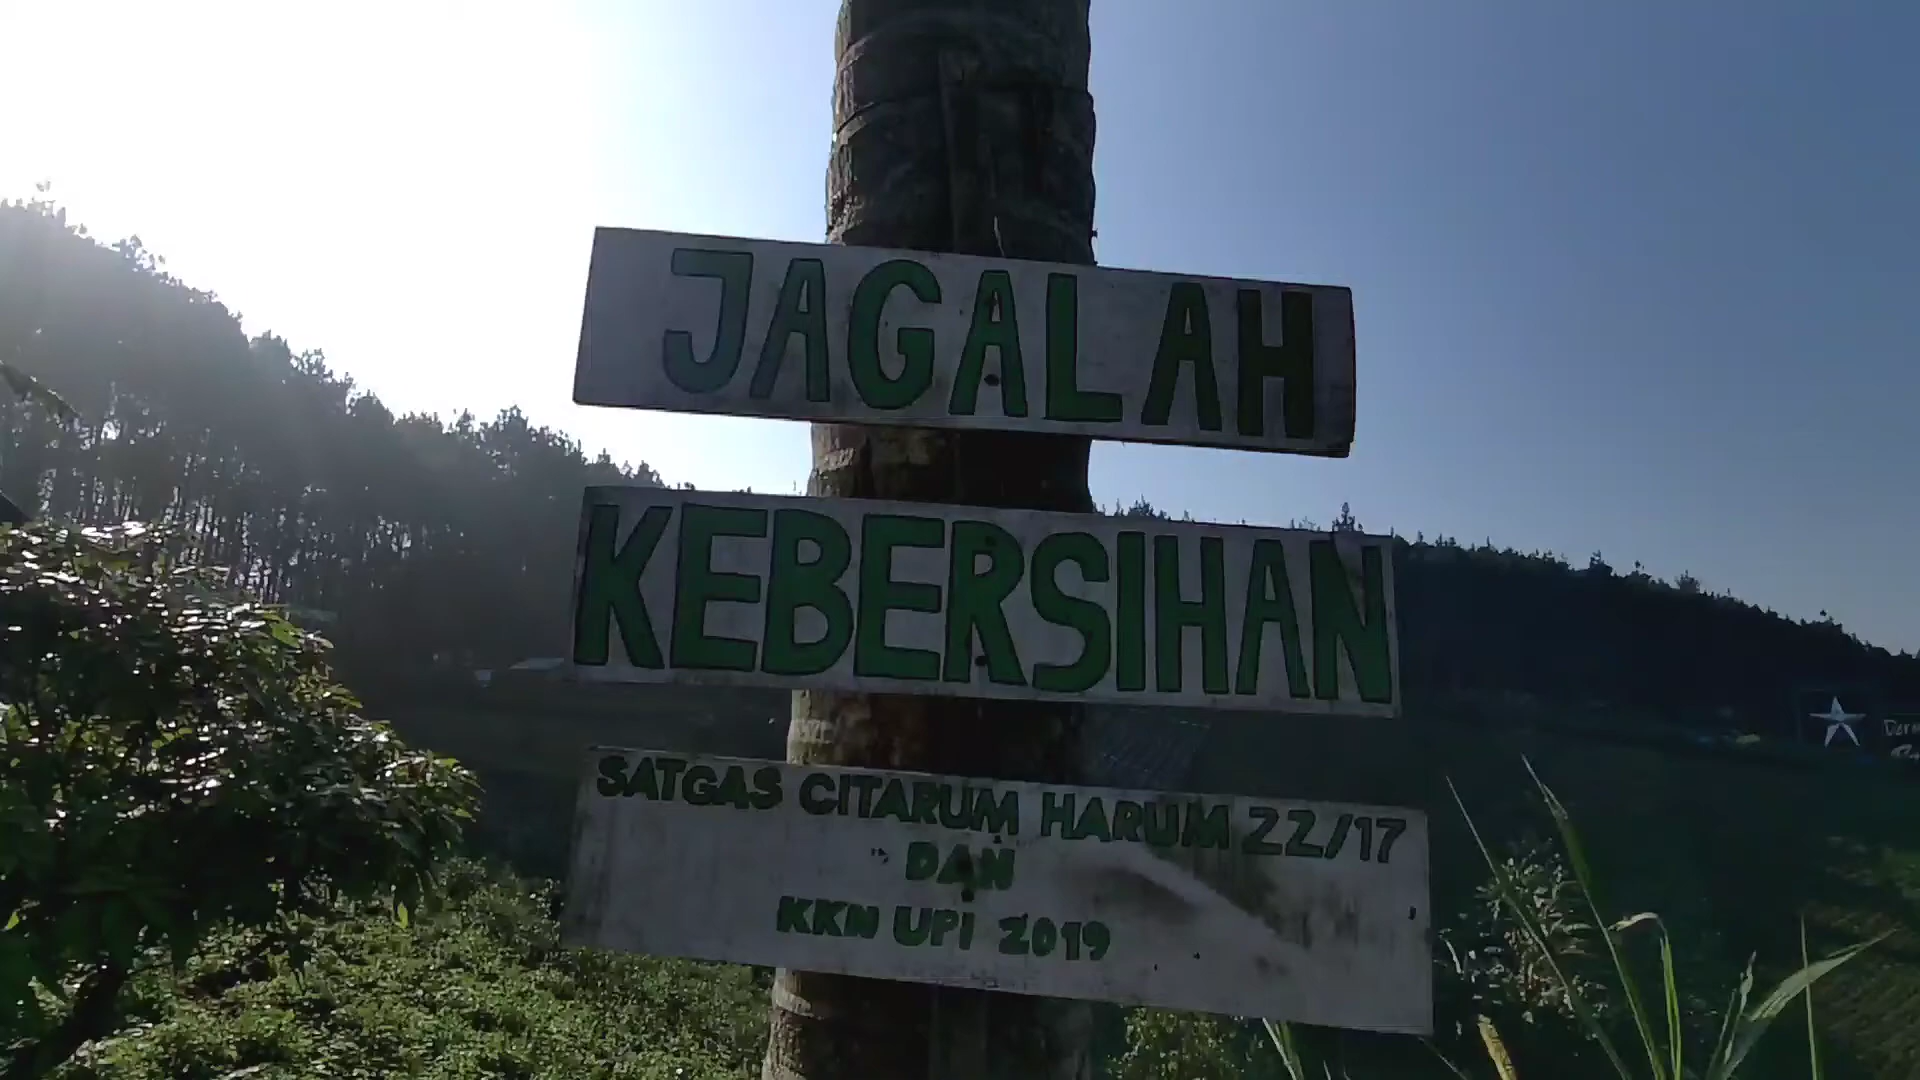 JAGALAH
KEBERSIHAN
SATGAS CITARUM HARUM 22/17
DAN
KKN UPI 2019